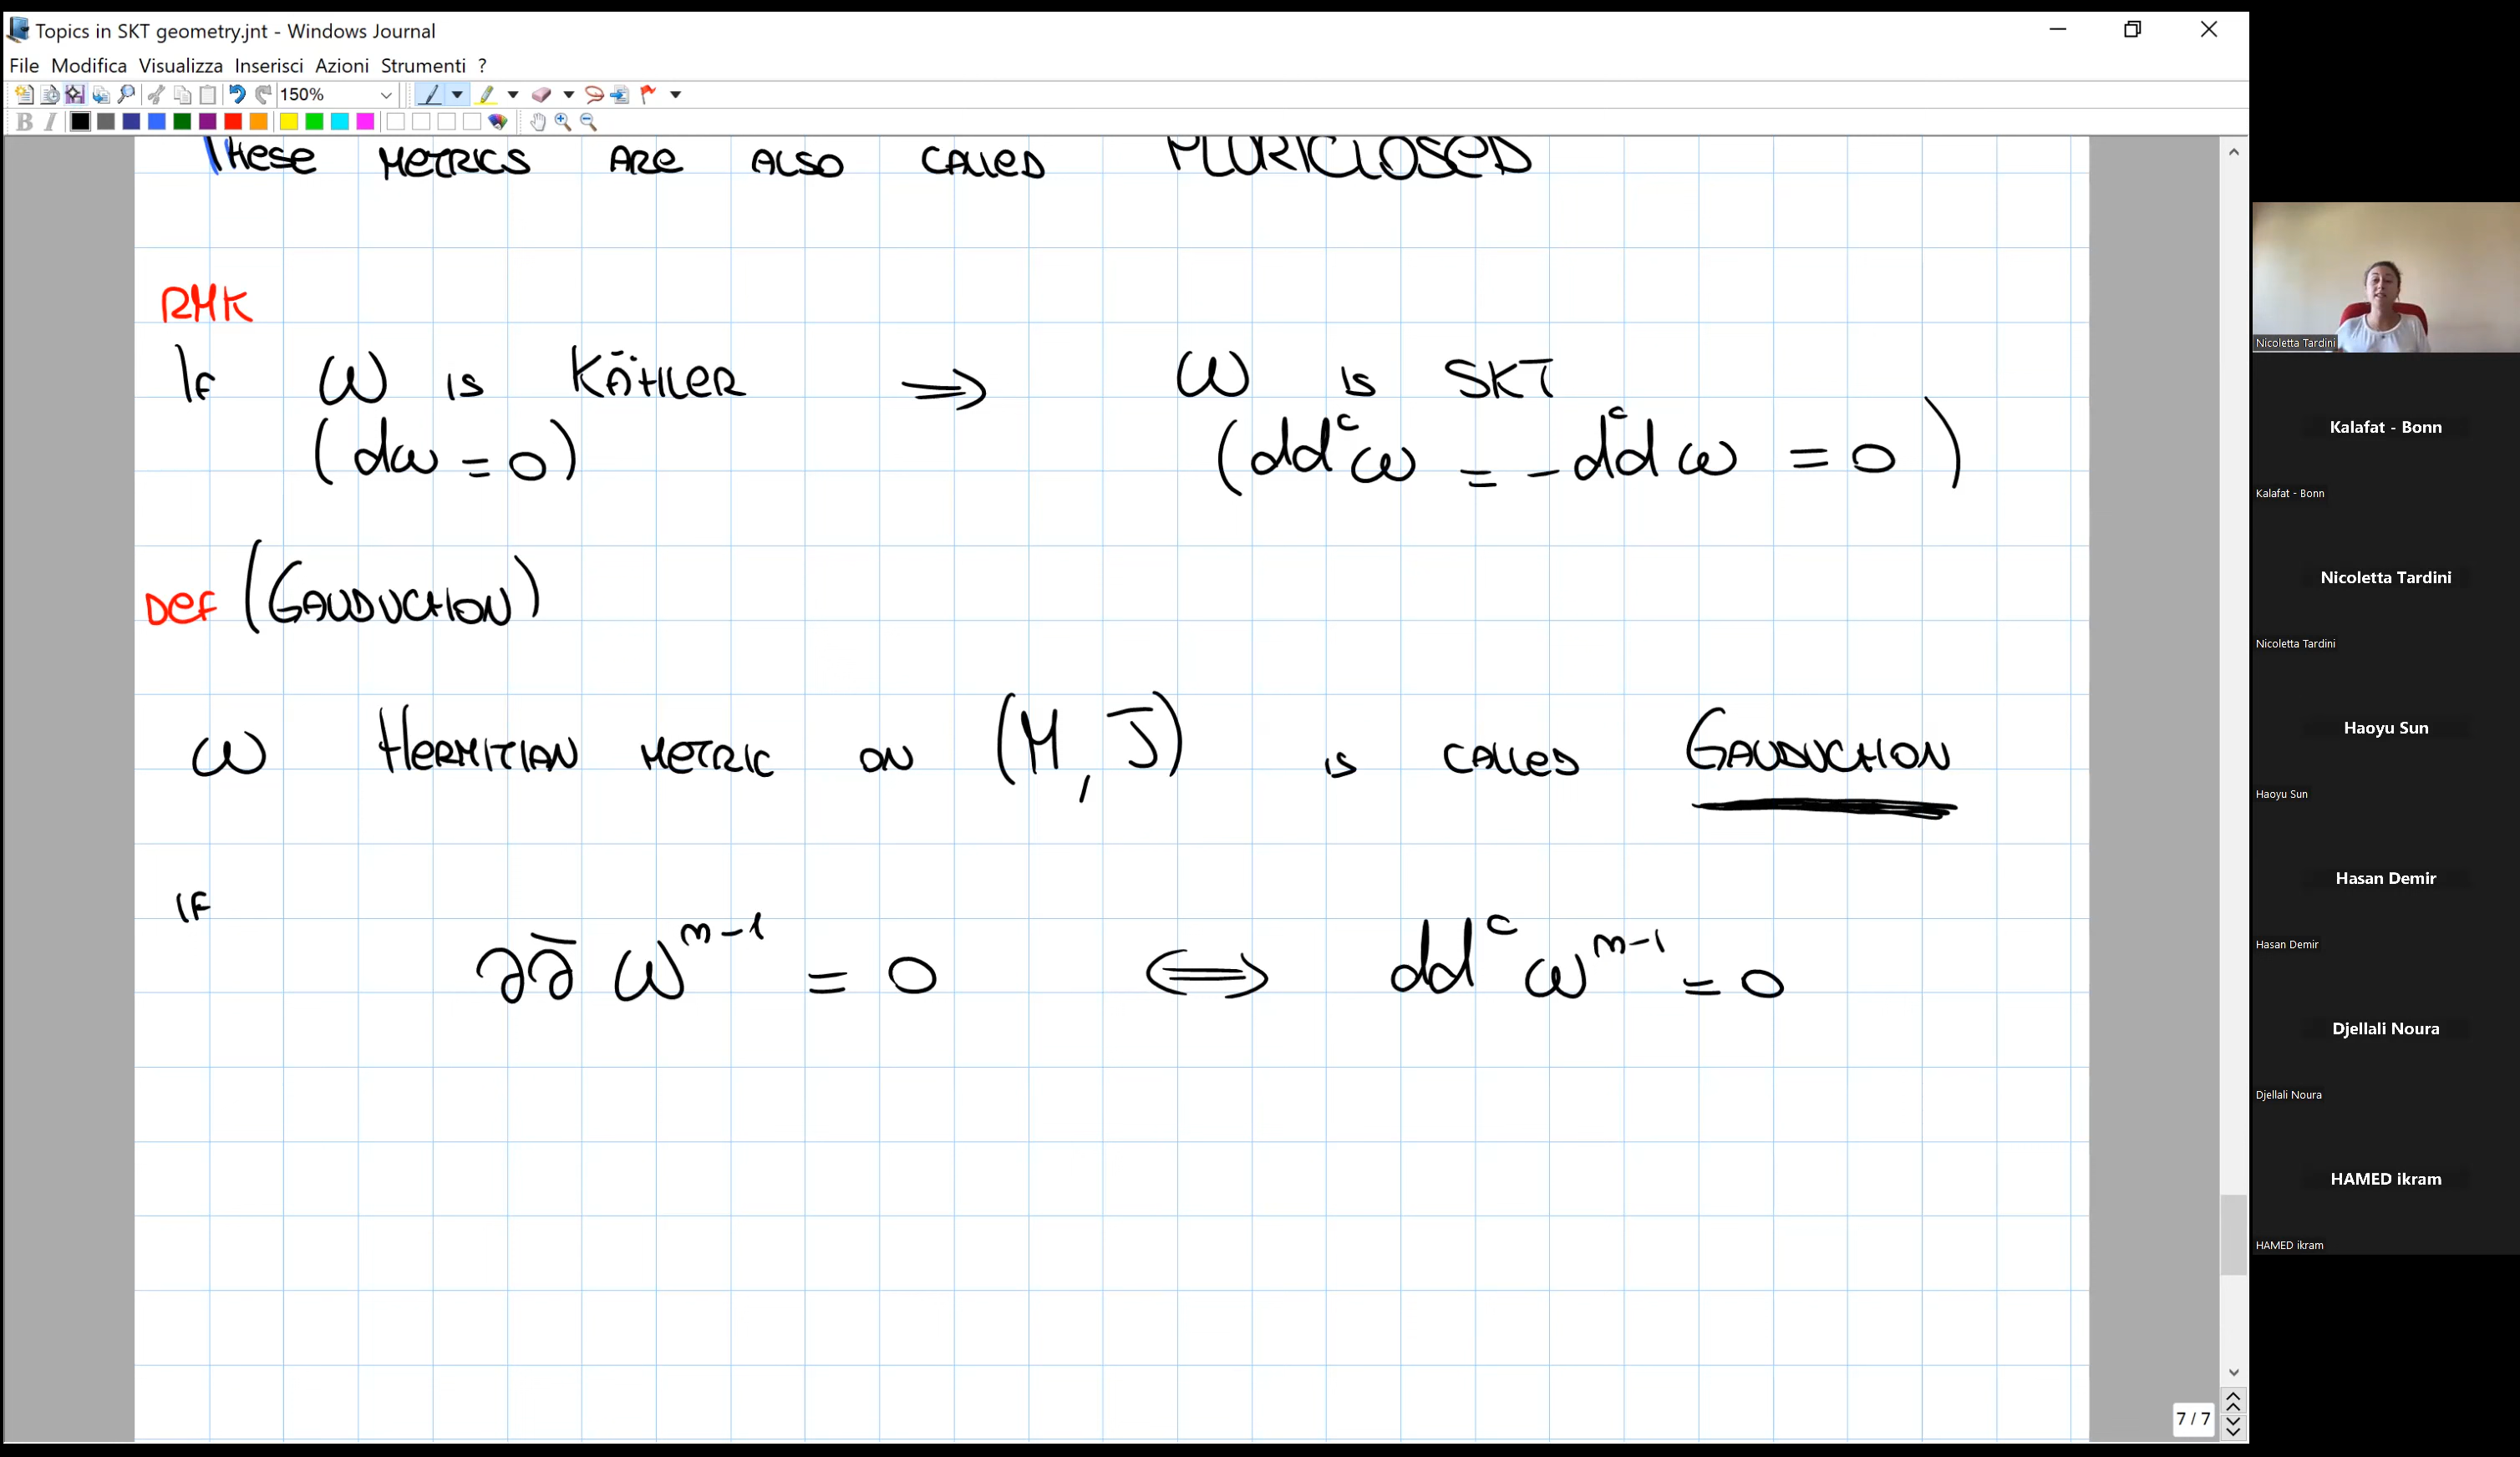 Topics in SKT geometry.jnt - Windows Journal
File Modifica Visualizza Inserisci Azioni Strumenti ?
150%
B I
THESE METRICS ARE ALSO CALLED PLURICLOSED
RMK
IF ω IS KÄHLER ⟹ ω IS SKT
(dω = 0) (dd^c ω = -d^c d ω = 0)
DEF (GAUDUCHON)
ω HERMITIAN METRIC ON (M, J) IS CALLED GAUDUCHON
IF
∂∂̄ ω^{n-1} = 0 ⟺ dd^c ω^{n-1} = 0
7 / 7
Nicoletta Tardini
Kalafat - Bonn
Kalafat - Bonn
Nicoletta Tardini
Nicoletta Tardini
Haoyu Sun
Haoyu Sun
Hasan Demir
Hasan Demir
Djellali Noura
Djellali Noura
HAMED ikram
HAMED ikram